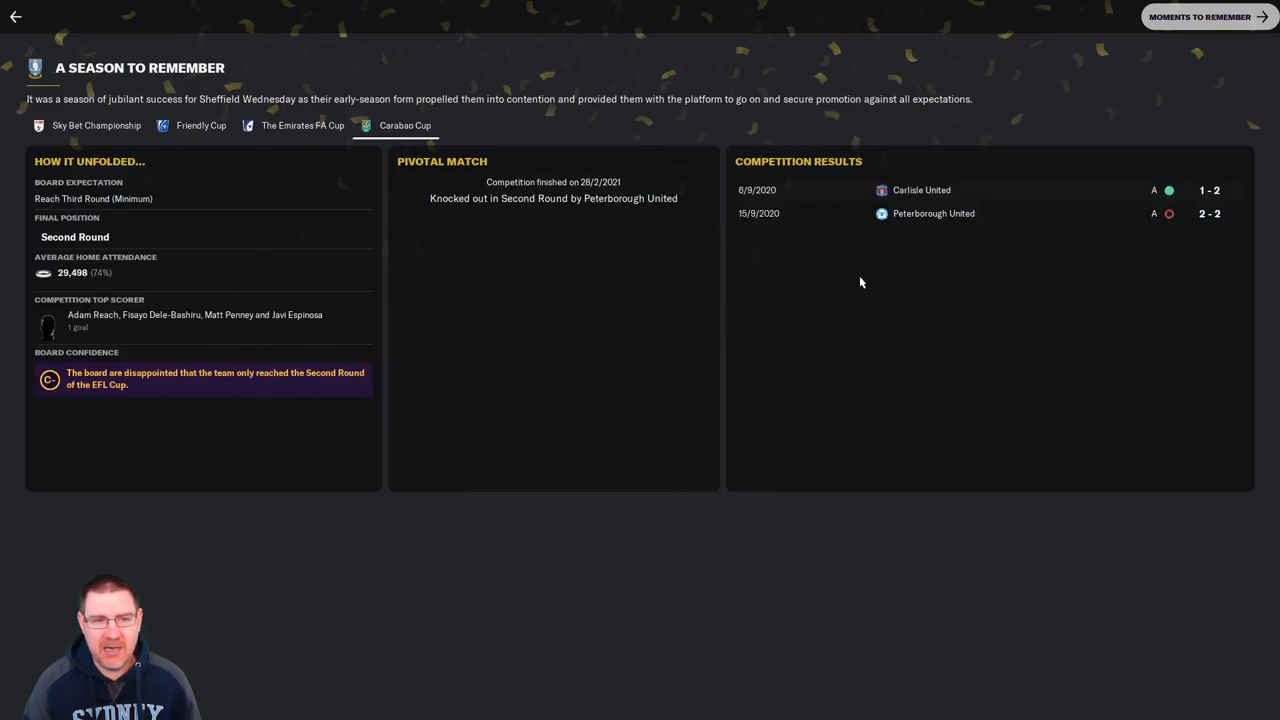 MOMENTS TO REMEMBER
A SEASON TO REMEMBER
It was a season of jubilant success for Sheffield Wednesday as their early-season form propelled them into contention and provided them with the platform to go on and secure promotion against all expectations.
Sky Bet Championship Friendly Cup The Emirates FA Cup Carabao Cup
HOW IT UNFOLDED...
BOARD EXPECTATION
Reach Third Round (Minimum)
FINAL POSITION
Second Round
AVERAGE HOME ATTENDANCE
29,498 (74%)
COMPETITION TOP SCORER
Adam Reach, Fisayo Dele-Bashiru, Matt Penney and Javi Espinosa
1 goal
BOARD CONFIDENCE
C-
The board are disappointed that the team only reached the Second Round
of the EFL Cup.
PIVOTAL MATCH
Competition finished on 28/2/2021
Knocked out in Second Round by Peterborough United
COMPETITION RESULTS
6/9/2020 Carlisle United A 1 - 2
15/9/2020 Peterborough United A 2 - 2
SYDNEY